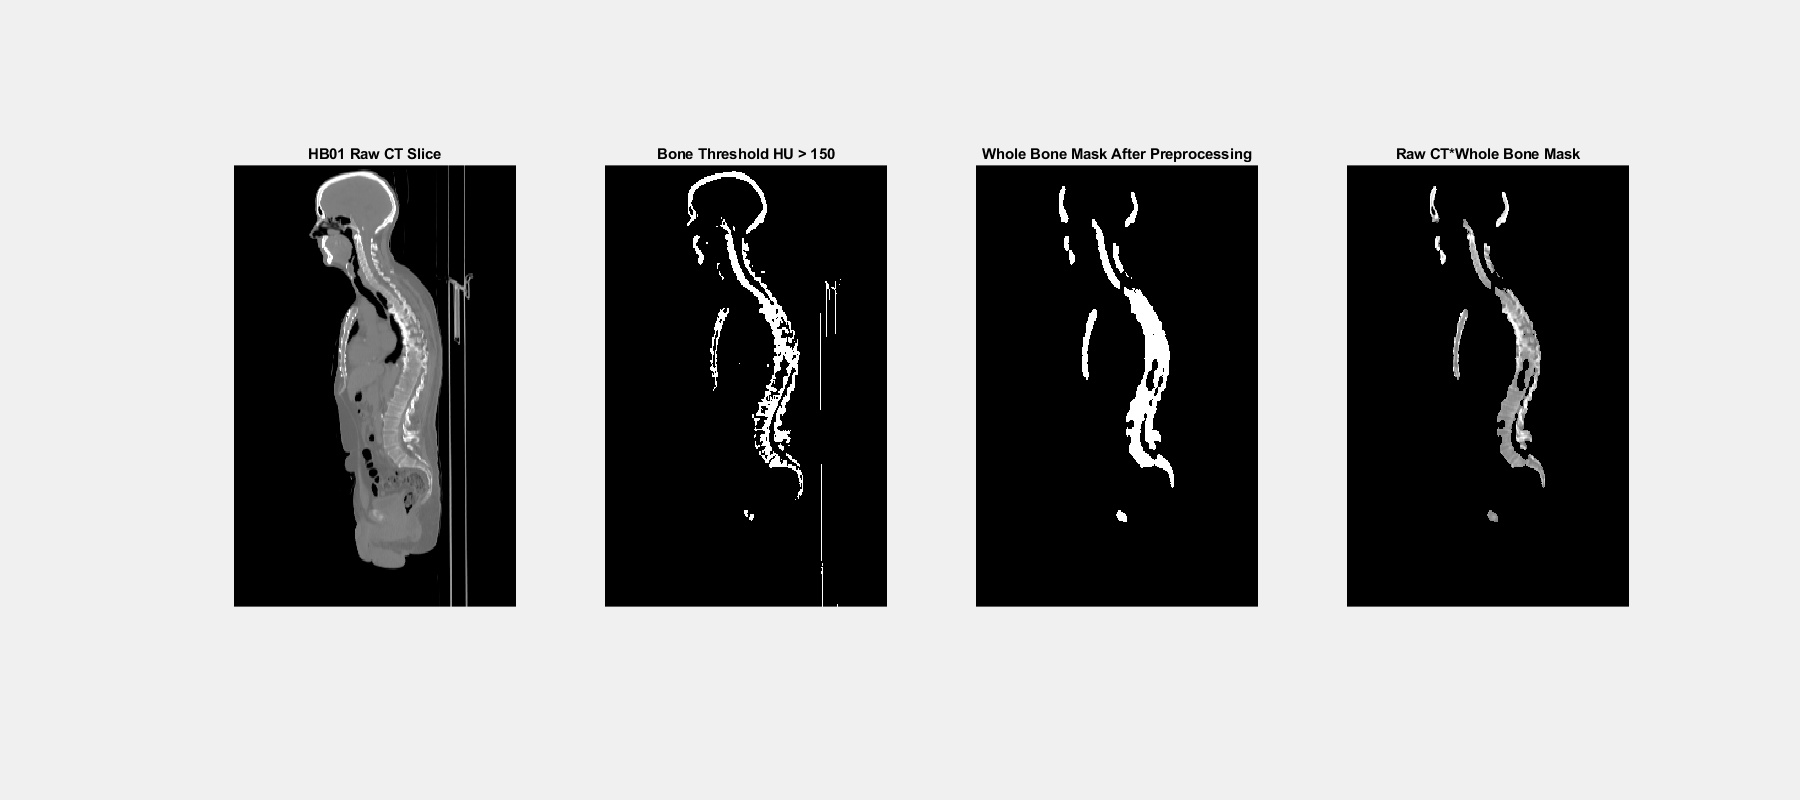 HB01 Raw CT Slice
Bone Threshold HU > 150
Whole Bone Mask After Preprocessing
Raw CT*Whole Bone Mask